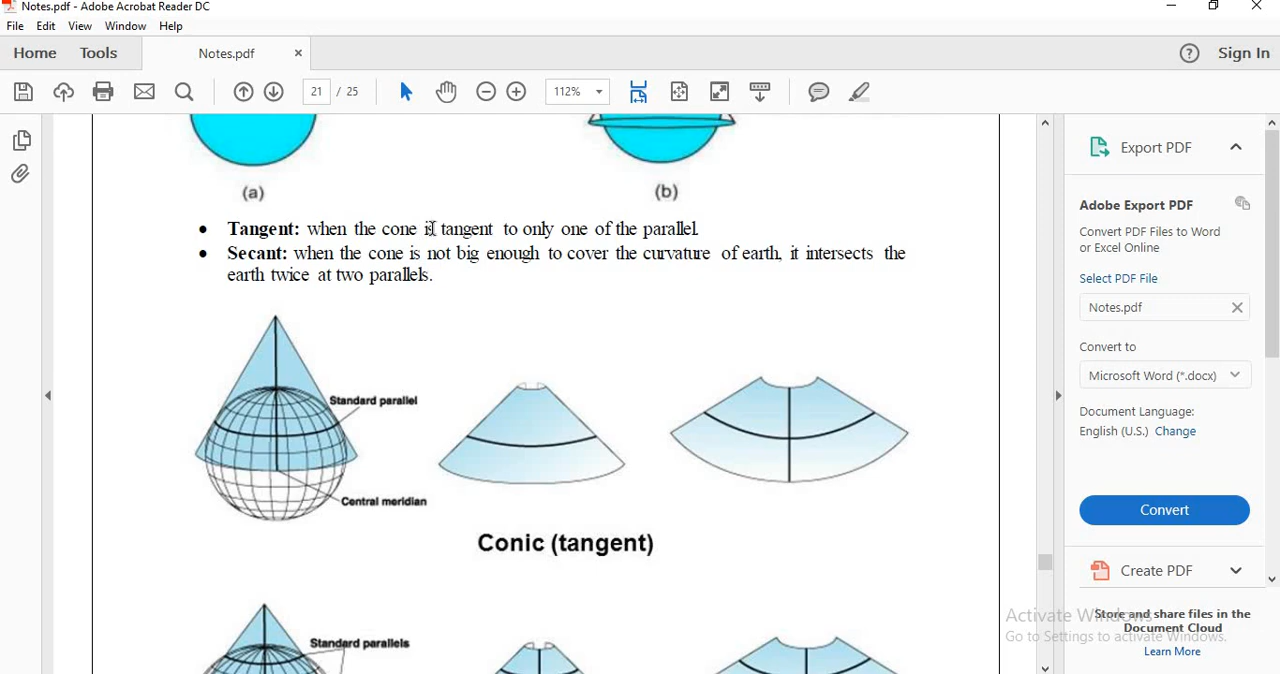 Notes.pdf - Adobe Acrobat Reader DC
File Edit View Window Help
Home Tools Notes.pdf × ? Sign In
21 / 25 112%
(a) (b)
• Tangent: when the cone is tangent to only one of the parallel.
• Secant: when the cone is not big enough to cover the curvature of earth, it intersects the
earth twice at two parallels.
Standard parallel
Central meridian
Conic (tangent)
Standard parallels
Export PDF
Adobe Export PDF
Convert PDF Files to Word
or Excel Online
Select PDF File
Notes.pdf
Convert to
Microsoft Word (*.docx)
Document Language:
English (U.S.) Change
Convert
Create PDF
Activate Windows
Go to Settings to activate Windows.
Store and share files in the
Document Cloud
Learn More